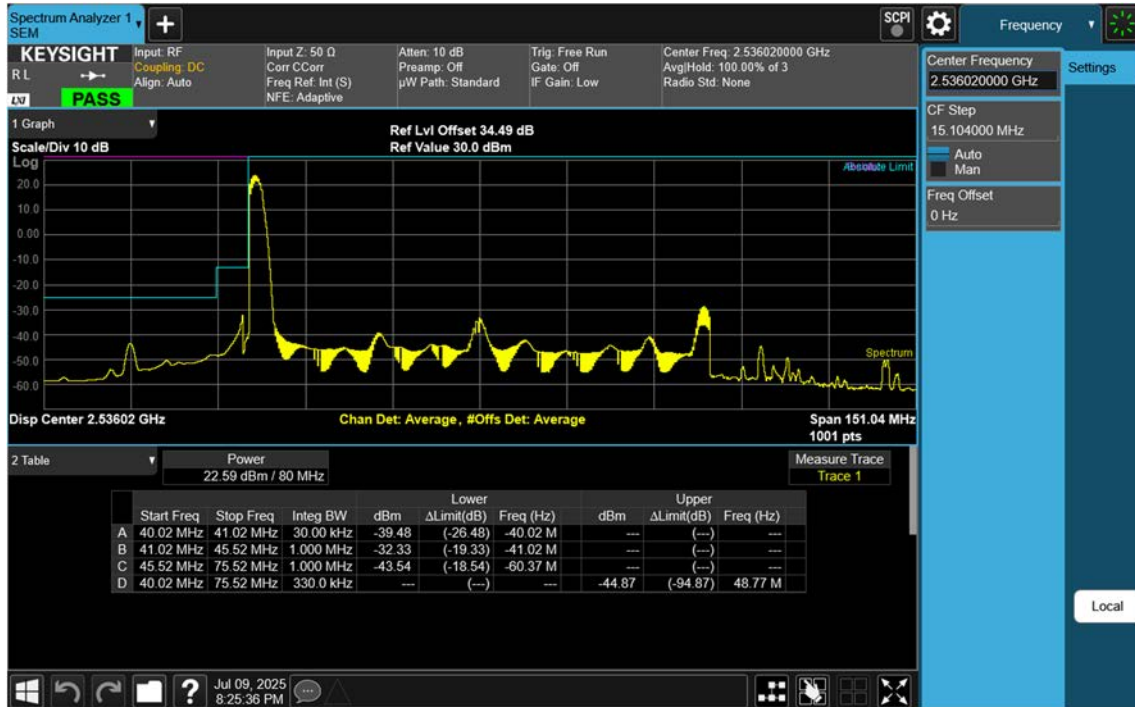 Spectrum Analyzer 1
SEM
SCPI
Frequency
KEYSIGHT
R L
LXI
PASS
Input: RF
Coupling: DC
Align: Auto
Input Z: 50 Ω
Corr CCorr
Freq Ref: Int (S)
NFE: Adaptive
Atten: 10 dB
Preamp: Off
µW Path: Standard
Trig: Free Run
Gate: Off
IF Gain: Low
Center Freq: 2.536020000 GHz
Avg|Hold: 100.00% of 3
Radio Std: None
Center Frequency
2.536020000 GHz
Settings
CF Step
15.104000 MHz
Auto
Man
Freq Offset
0 Hz
1 Graph
Scale/Div 10 dB
Ref Lvl Offset 34.49 dB
Ref Value 30.0 dBm
Log
Absolute Limit
20.0
10.0
0.00
-10.0
-20.0
-30.0
-40.0
-50.0
-60.0
Spectrum
Disp Center 2.53602 GHz
Chan Det: Average, #Offs Det: Average
Span 151.04 MHz
1001 pts
2 Table
Power
22.59 dBm / 80 MHz
Measure Trace
Trace 1
Lower Upper
Start Freq Stop Freq Integ BW dBm ΔLimit(dB) Freq (Hz) dBm ΔLimit(dB) Freq (Hz)
A 40.02 MHz 41.02 MHz 30.00 kHz -39.48 (-26.48) -40.02 M --- (---) ---
B 41.02 MHz 45.52 MHz 1.000 MHz -32.33 (-19.33) -41.02 M --- (---) ---
C 45.52 MHz 75.52 MHz 1.000 MHz -43.54 (-18.54) -60.37 M --- (---) ---
D 40.02 MHz 75.52 MHz 330.0 kHz --- (---) --- -44.87 (-94.87) 48.77 M
Local
?
Jul 09, 2025
8:25:36 PM